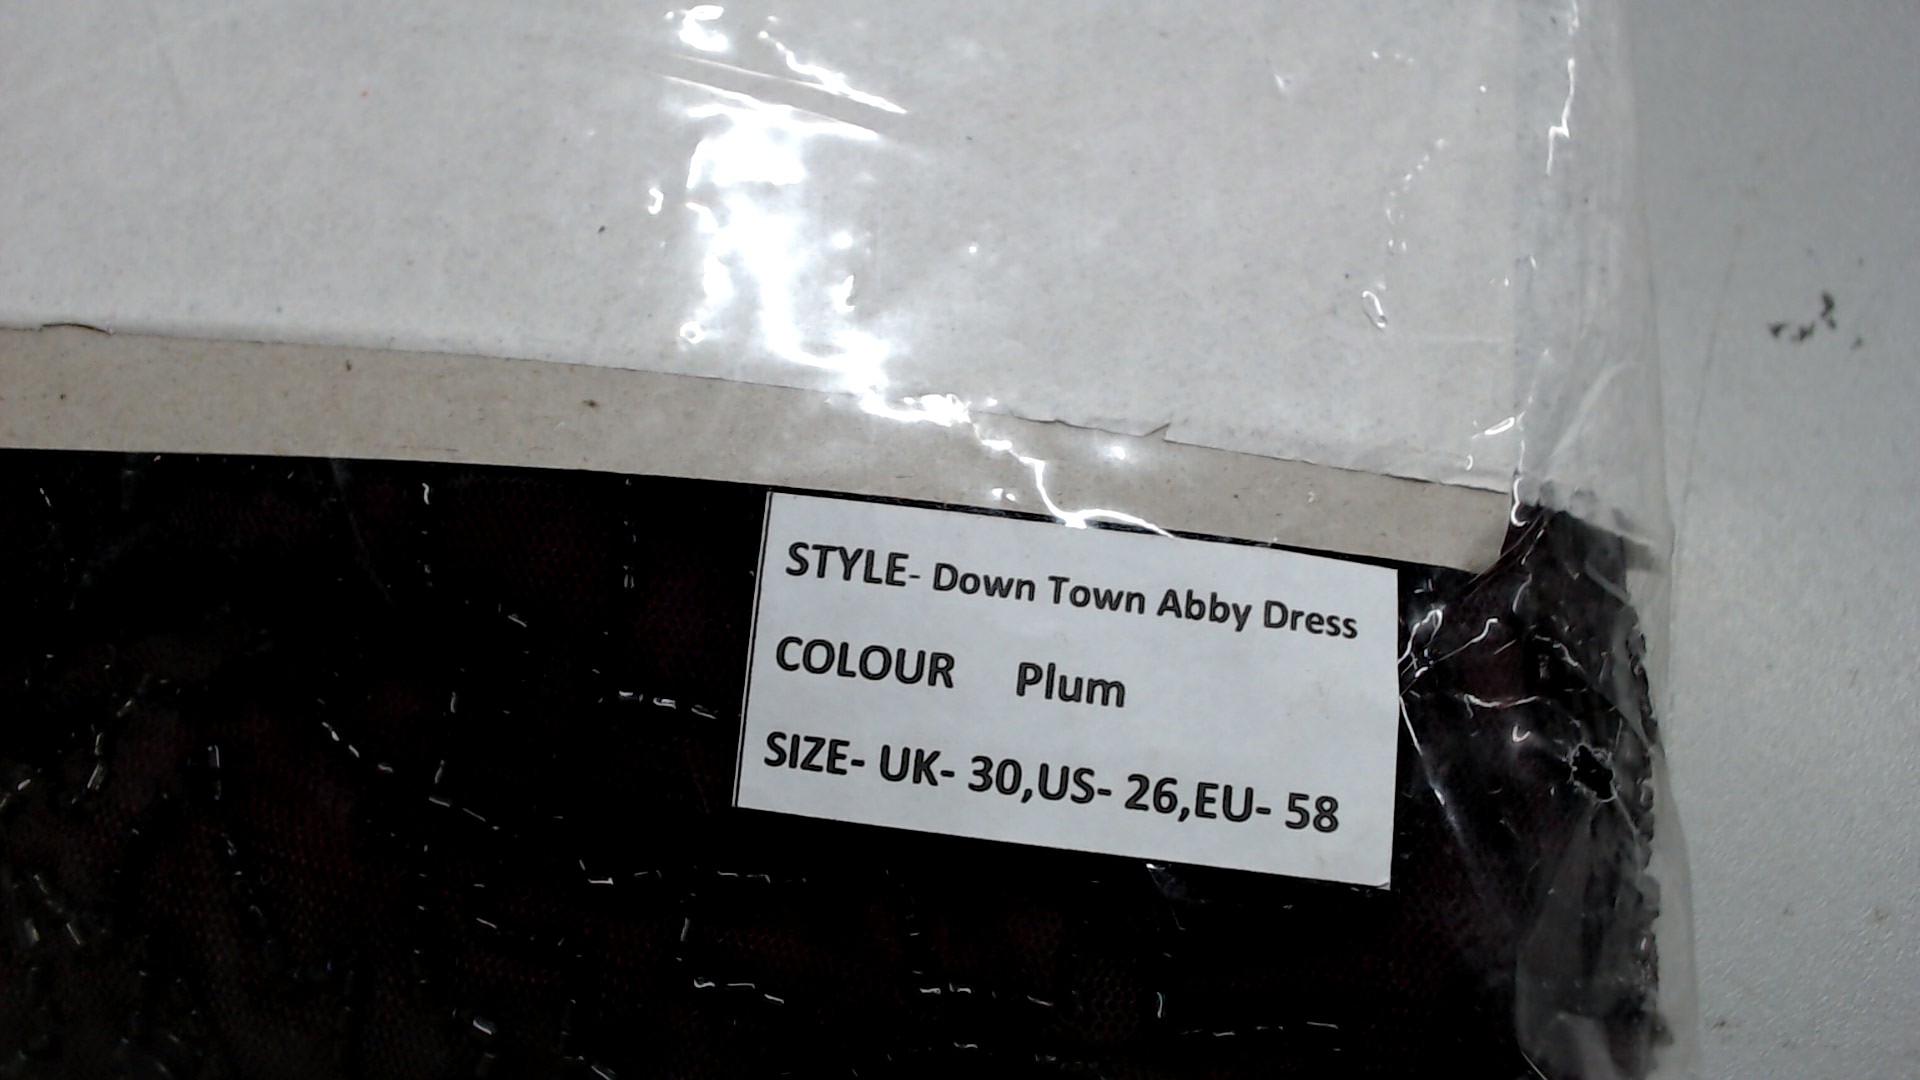 STYLE- Down Town Abby Dress
COLOUR Plum
SIZE- UK- 30,US- 26,EU- 58